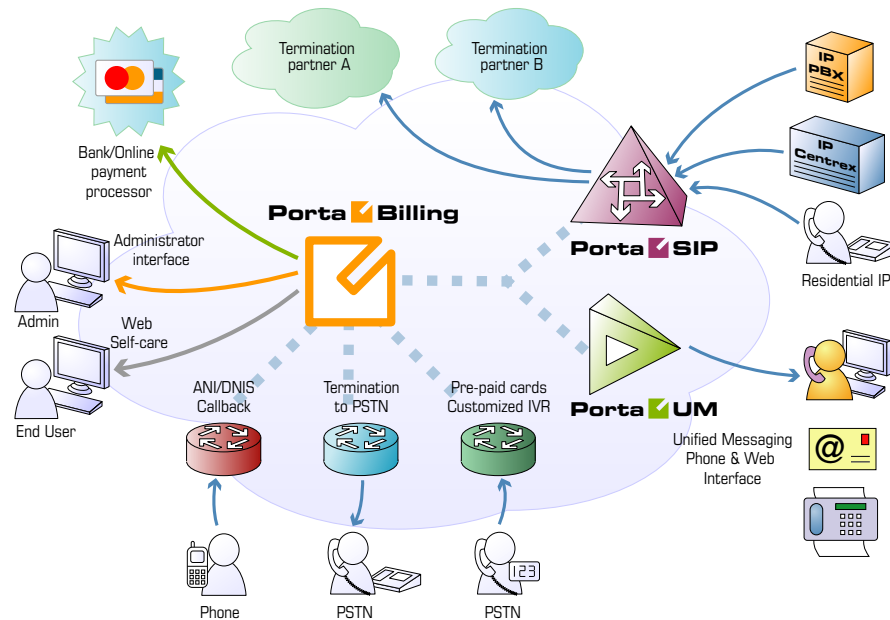 Termination
partner A
Termination
partner B
IP
PBX
IP
Centrex
Bank/Online
payment
processor
Porta Billing
Administrator
interface
Porta SIP
Residential IP
Admin
Web
Self-care
End User
ANI/DNIS
Callback
Termination
to PSTN
Pre-paid cards
Customized IVR
Porta UM
Unified Messaging
Phone & Web
Interface
@
123
Phone
PSTN
PSTN